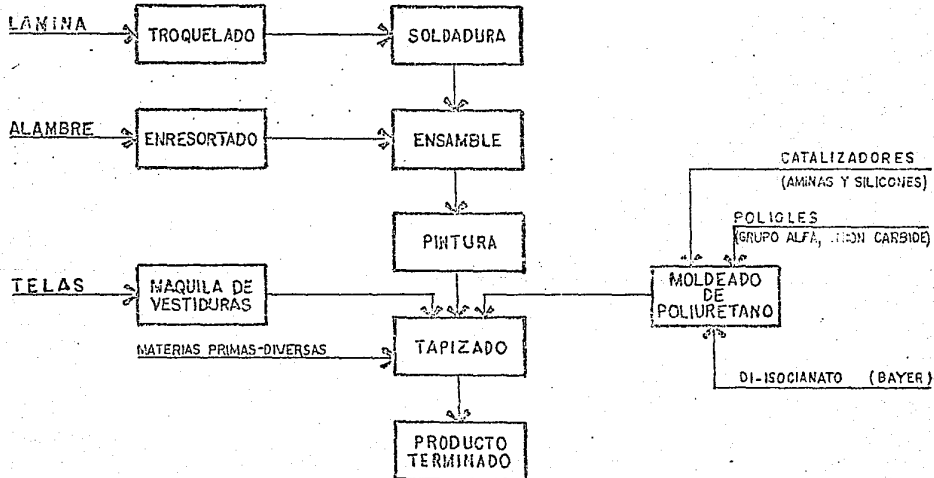 LAMINA
TROQUELADO
SOLDADURA
ALAMBRE
ENRESORTADO
ENSAMBLE
CATALIZADORES
(AMINAS Y SILICONES)
POLIOLES
(GRUPO ALFA, CARBIDE)
PINTURA
TELAS
MAQUILA DE
VESTIDURAS
MOLDEADO
DE
POLIURETANO
MATERIAS PRIMAS-DIVERSAS
TAPIZADO
DI-ISOCIANATO (BAYER)
PRODUCTO
TERMINADO